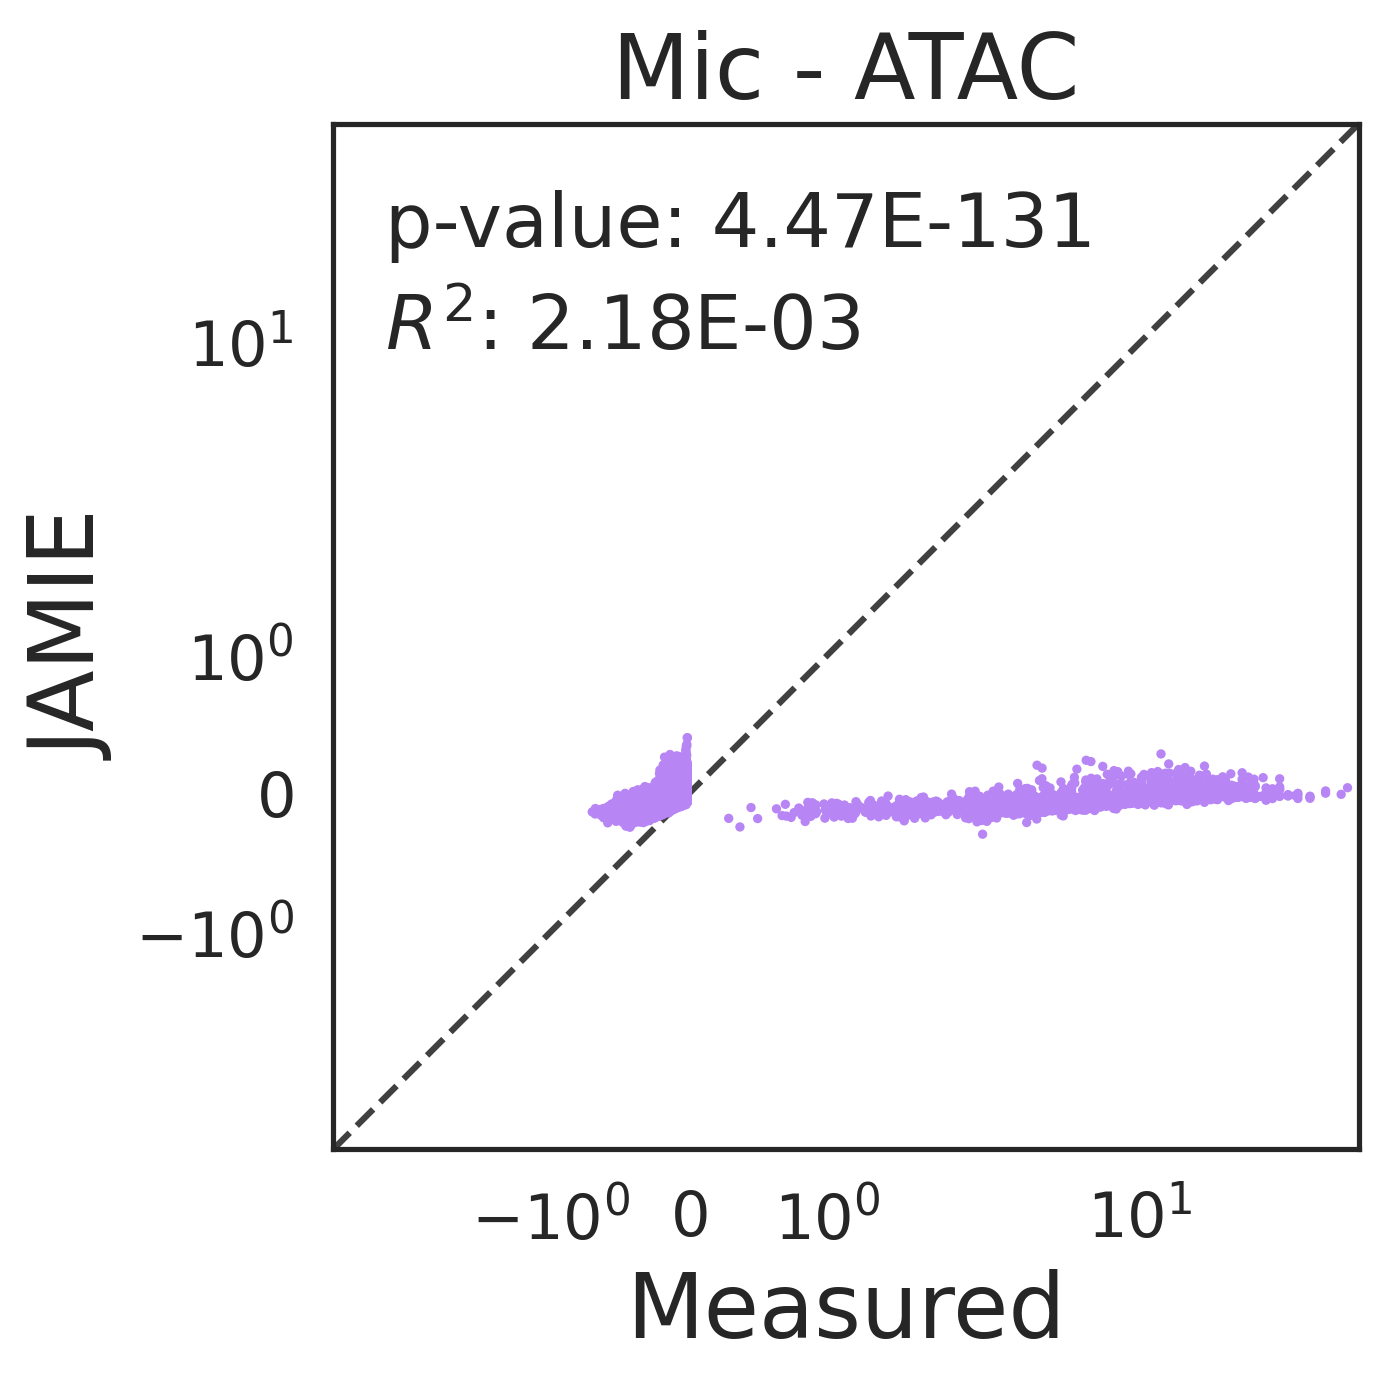 Mic - ATAC
p-value: 4.47E-131
R²: 2.18E-03
10¹
10⁰
0
−10⁰
JAMIE
−10⁰ 0 10⁰ 10¹
Measured